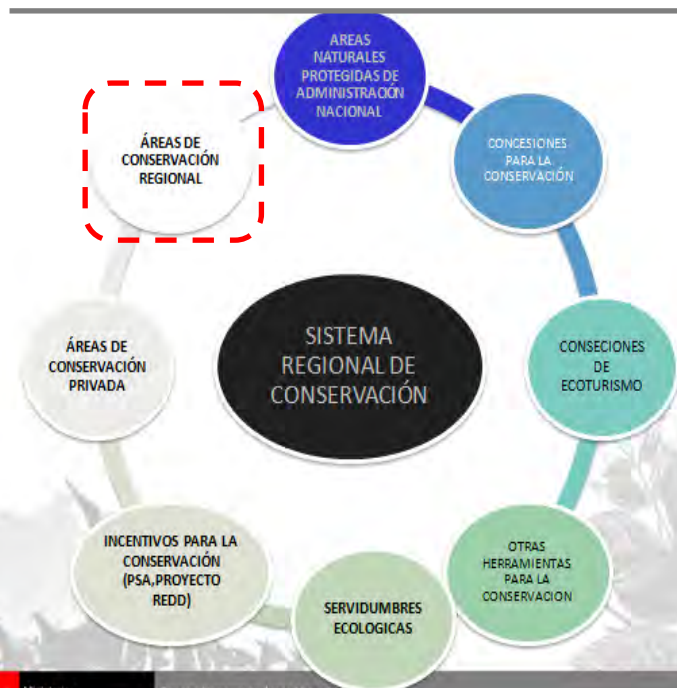 AREAS
NATURALES
PROTEGIDAS DE
ADMINISTRACIÓN
NACIONAL
CONCESIONES
PARA LA
CONSERVACIÓN
CONSECIONES
DE
ECOTURISMO
OTRAS
HERRAMIENTAS
PARA LA
CONSERVACION
SERVIDUMBRES
ECOLOGICAS
INCENTIVOS PARA LA
CONSERVACIÓN
(PSA,PROYECTO
REDD)
ÁREAS DE
CONSERVACIÓN
PRIVADA
ÁREAS DE
CONSERVACIÓN
REGIONAL
SISTEMA
REGIONAL DE
CONSERVACIÓN